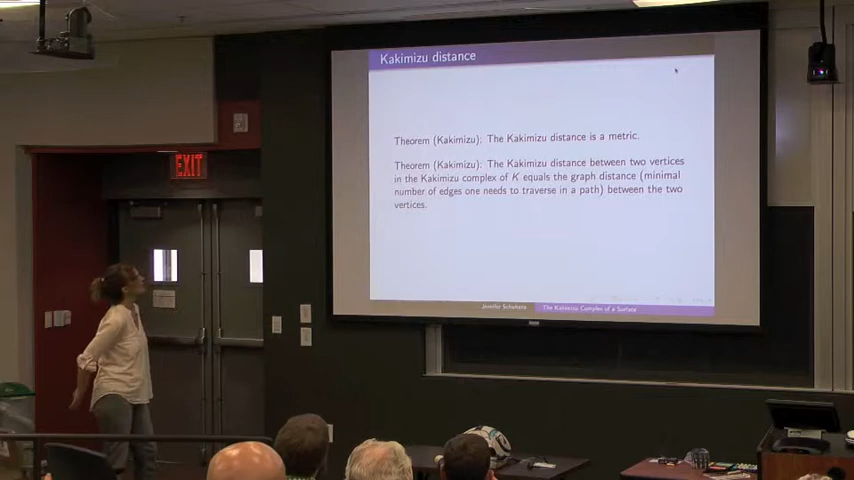 Kakimizu distance
Theorem (Kakimizu): The Kakimizu distance is a metric.
Theorem (Kakimizu): The Kakimizu distance between two vertices
in the Kakimizu complex of K equals the graph distance (minimal
number of edges one needs to traverse in a path) between the two
vertices.
EXIT
Jennifer Schultens
The Kakimizu Complex of a Surface